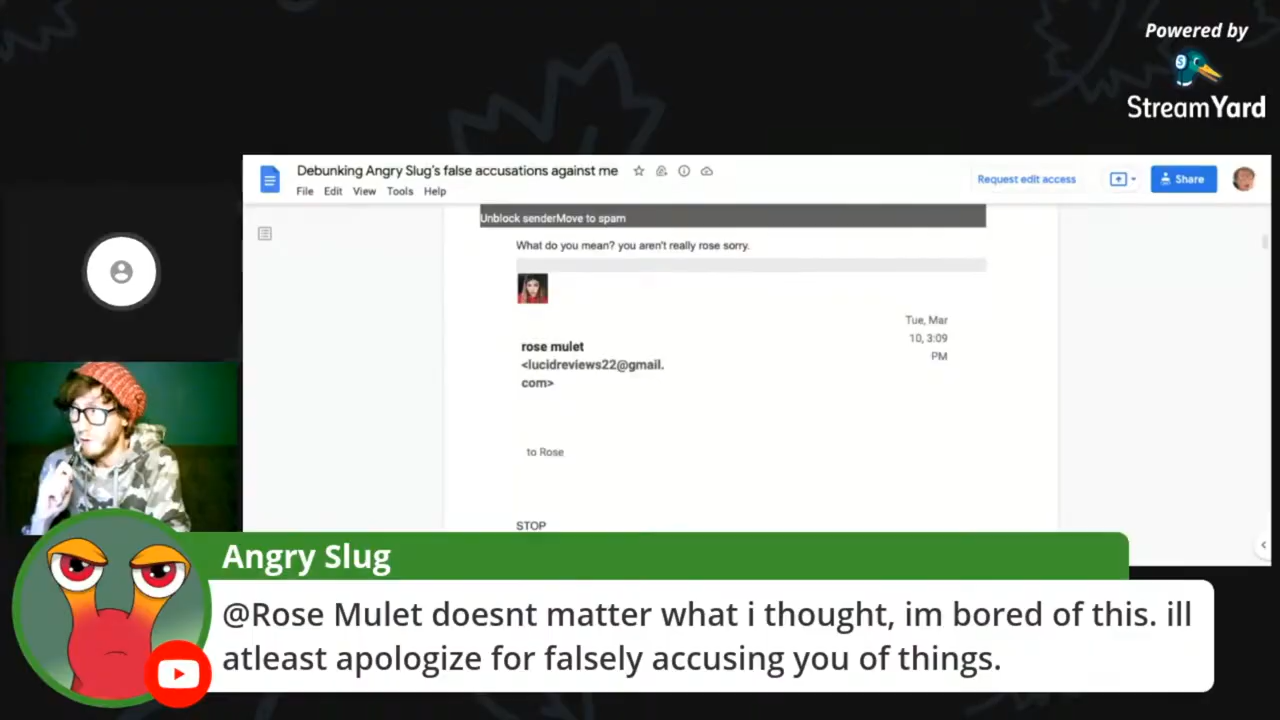 Powered by
StreamYard
Debunking Angry Slug's false accusations against me
File Edit View Tools Help
Request edit access
Share
Unblock senderMove to spam
What do you mean? you aren't really rose sorry.
Tue, Mar
10, 3:09
PM
rose mulet
<lucidreviews22@gmail.
com>
to Rose
STOP
Angry Slug
@Rose Mulet doesnt matter what i thought, im bored of this. ill
atleast apologize for falsely accusing you of things.